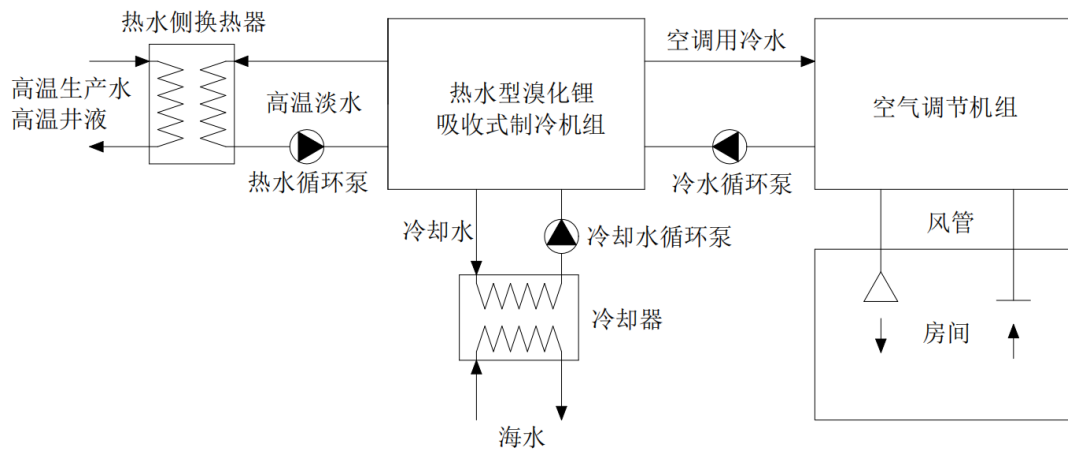 热水侧换热器
高温生产水
高温井液
高温淡水
热水循环泵
热水型溴化锂
吸收式制冷机组
空调用冷水
冷水循环泵
空气调节机组
冷却水
冷却水循环泵
冷却器
海水
风管
房间